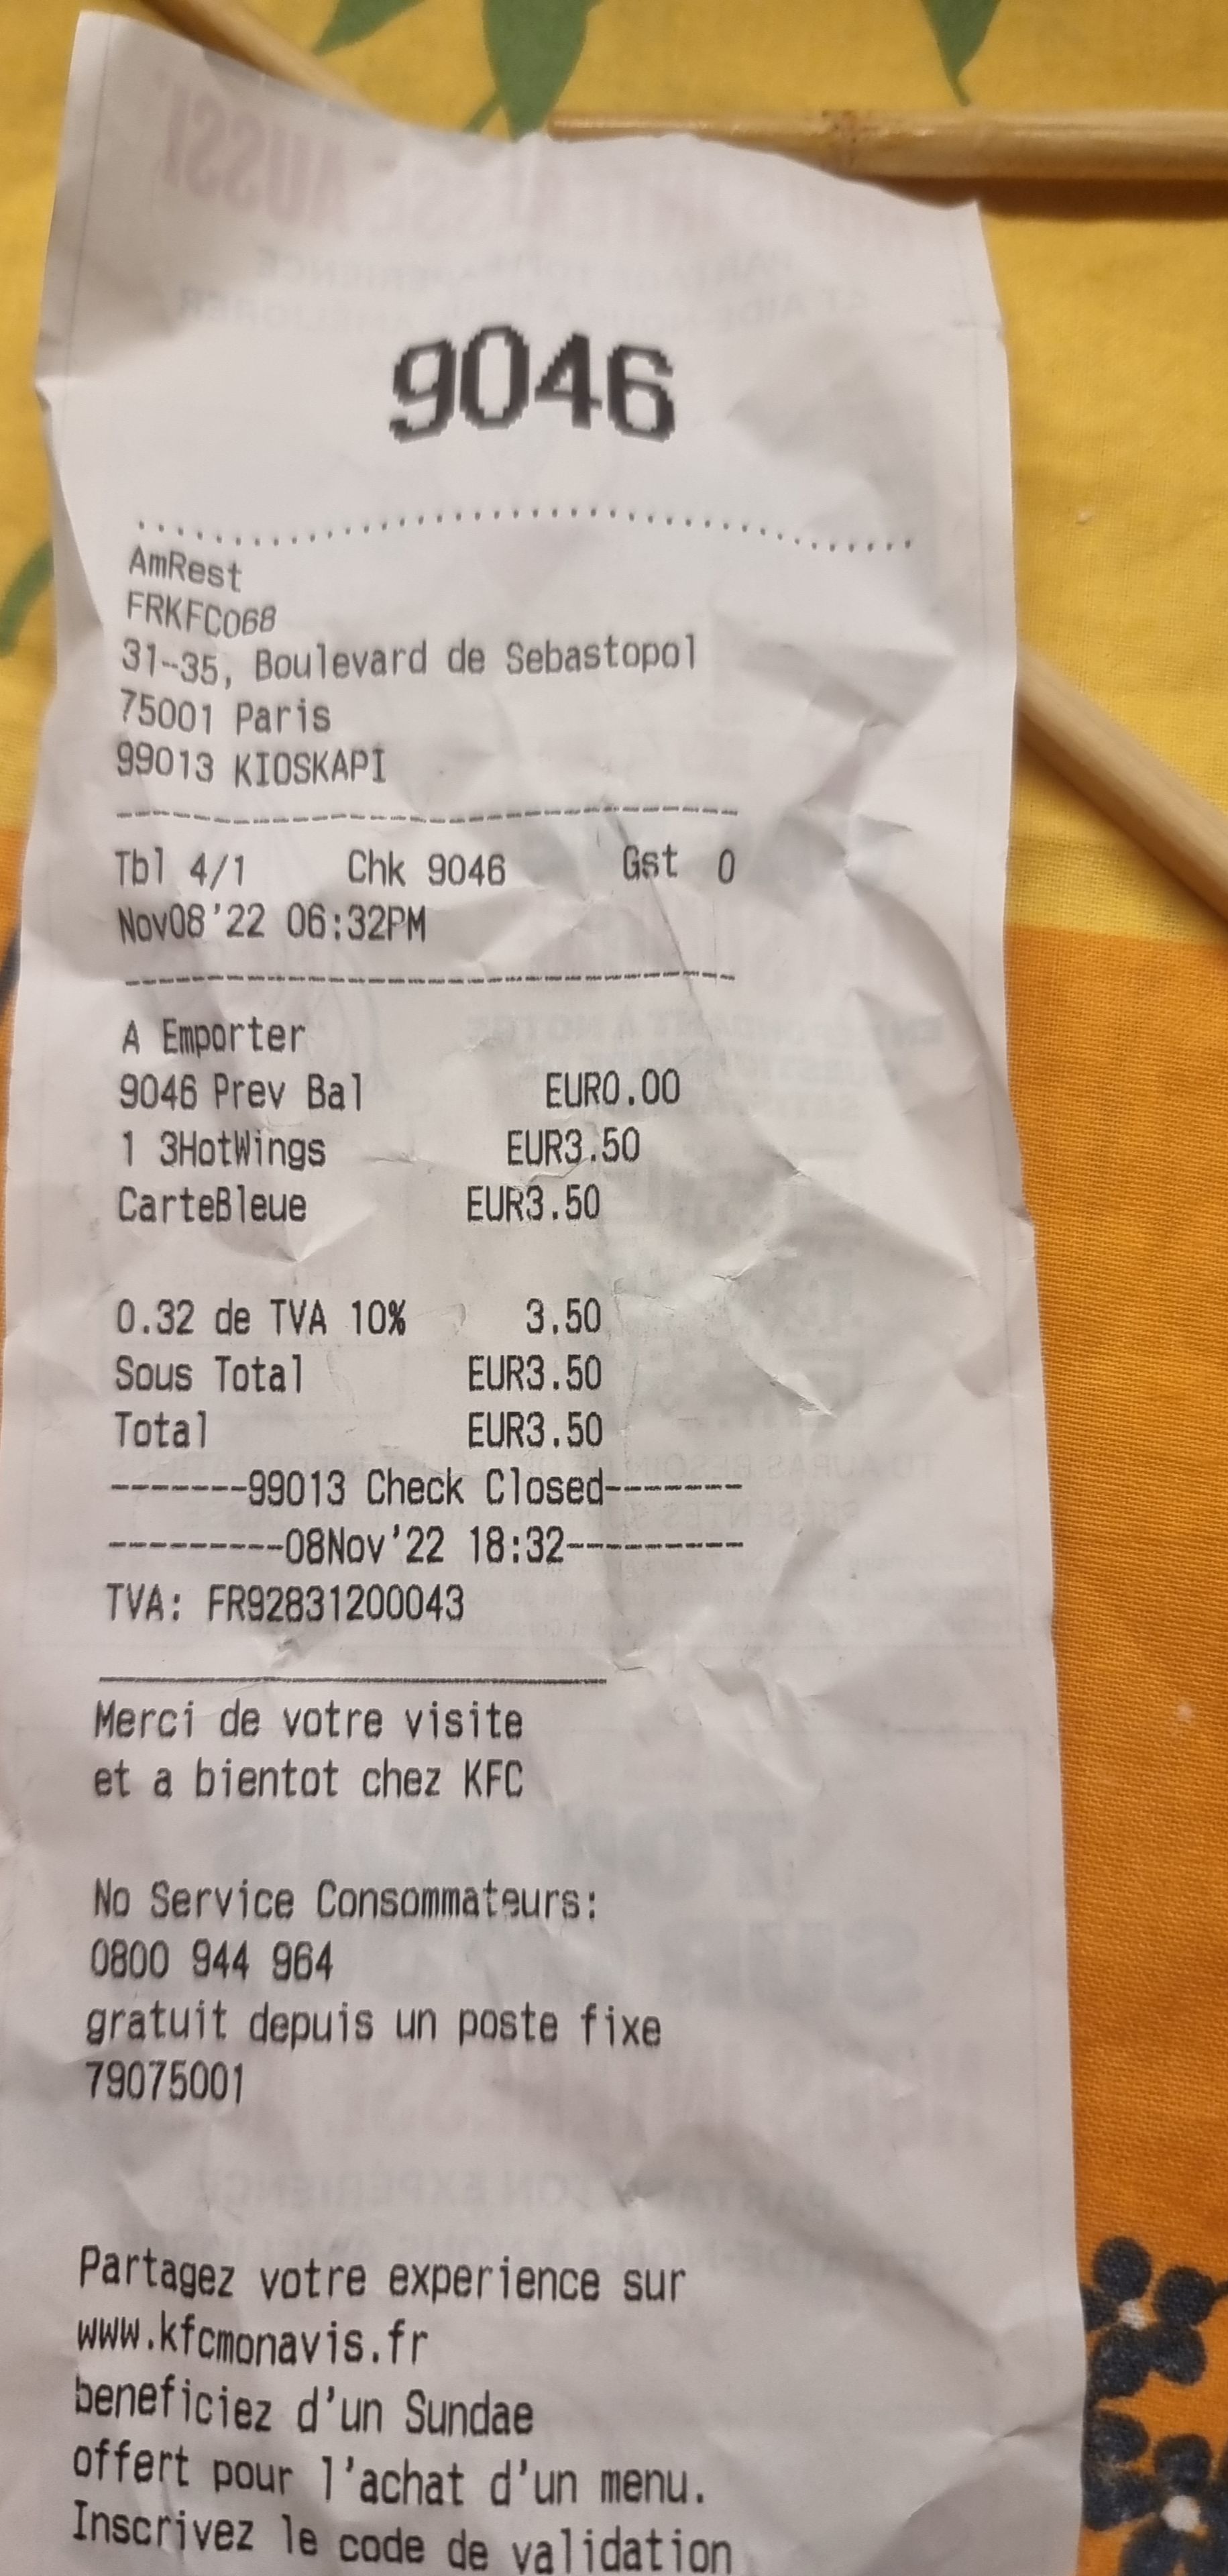 9046
AmRest
FRKFC068
31-35, Boulevard de Sebastopol
75001 Paris
99013 KIOSKAPI
Tbl 4/1 Chk 9046 Gst 0
Nov08'22 06:32PM
A Emporter
9046 Prev Bal EUR0.00
1 3HotWings EUR3.50
CarteBleue EUR3.50
0.32 de TVA 10% 3.50
Sous Total EUR3.50
Total EUR3.50
-------99013 Check Closed-------
---------08Nov'22 18:32---------
TVA: FR92831200043
Merci de votre visite
et a bientot chez KFC
No Service Consommateurs:
0800 944 964
gratuit depuis un poste fixe
79075001
Partagez votre experience sur
www.kfcmonavis.fr
beneficiez d'un Sundae
offert pour l'achat d'un menu.
Inscrivez le code de validation